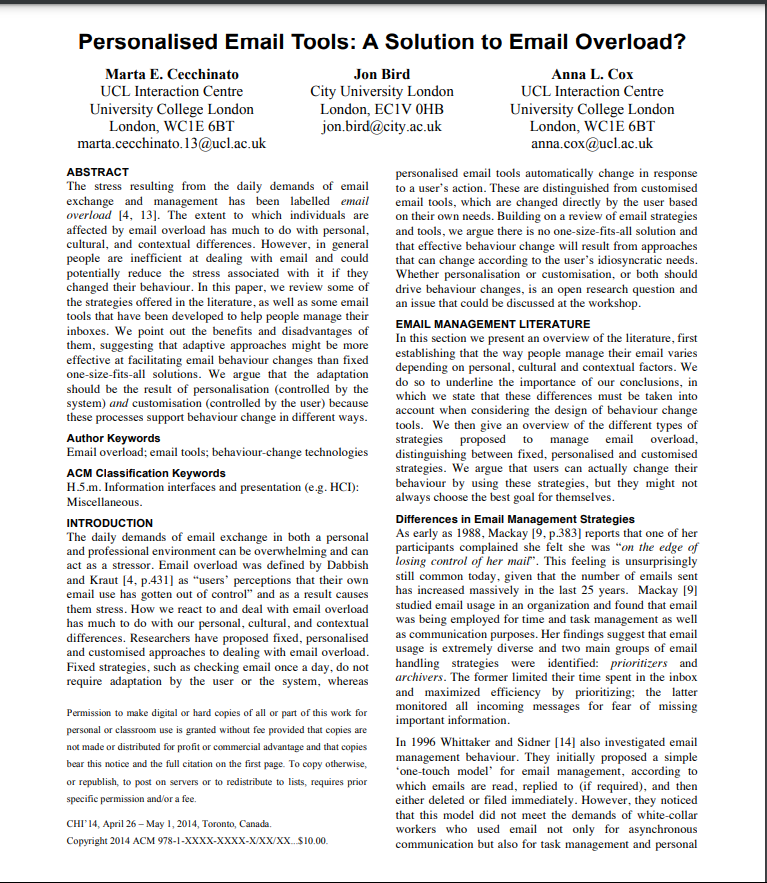 Personalised Email Tools: A Solution to Email Overload?
Marta E. Cecchinato
UCL Interaction Centre
University College London
London, WC1E 6BT
marta.cecchinato.13@ucl.ac.uk
Jon Bird
City University London
London, EC1V 0HB
jon.bird@city.ac.uk
Anna L. Cox
UCL Interaction Centre
University College London
London, WC1E 6BT
anna.cox@ucl.ac.uk
ABSTRACT
The stress resulting from the daily demands of email
exchange and management has been labelled email
overload [4, 13]. The extent to which individuals are
affected by email overload has much to do with personal,
cultural, and contextual differences. However, in general
people are inefficient at dealing with email and could
potentially reduce the stress associated with it if they
changed their behaviour. In this paper, we review some of
the strategies offered in the literature, as well as some email
tools that have been developed to help people manage their
inboxes. We point out the benefits and disadvantages of
them, suggesting that adaptive approaches might be more
effective at facilitating email behaviour changes than fixed
one-size-fits-all solutions. We argue that the adaptation
should be the result of personalisation (controlled by the
system) and customisation (controlled by the user) because
these processes support behaviour change in different ways.
Author Keywords
Email overload; email tools; behaviour-change technologies
ACM Classification Keywords
H.5.m. Information interfaces and presentation (e.g. HCI):
Miscellaneous.
INTRODUCTION
The daily demands of email exchange in both a personal
and professional environment can be overwhelming and can
act as a stressor. Email overload was defined by Dabbish
and Kraut [4, p.431] as “users’ perceptions that their own
email use has gotten out of control” and as a result causes
them stress. How we react to and deal with email overload
has much to do with our personal, cultural, and contextual
differences. Researchers have proposed fixed, personalised
and customised approaches to dealing with email overload.
Fixed strategies, such as checking email once a day, do not
require adaptation by the user or the system, whereas
Permission to make digital or hard copies of all or part of this work for
personal or classroom use is granted without fee provided that copies are
not made or distributed for profit or commercial advantage and that copies
bear this notice and the full citation on the first page. To copy otherwise,
or republish, to post on servers or to redistribute to lists, requires prior
specific permission and/or a fee.
CHI’14, April 26 – May 1, 2014, Toronto, Canada.
Copyright 2014 ACM 978-1-XXXX-XXXX-X/XX/XX...$10.00.
personalised email tools automatically change in response
to a user’s action. These are distinguished from customised
email tools, which are changed directly by the user based
on their own needs. Building on a review of email strategies
and tools, we argue there is no one-size-fits-all solution and
that effective behaviour change will result from approaches
that can change according to the user’s idiosyncratic needs.
Whether personalisation or customisation, or both should
drive behaviour changes, is an open research question and
an issue that could be discussed at the workshop.
EMAIL MANAGEMENT LITERATURE
In this section we present an overview of the literature, first
establishing that the way people manage their email varies
depending on personal, cultural and contextual factors. We
do so to underline the importance of our conclusions, in
which we state that these differences must be taken into
account when considering the design of behaviour change
tools. We then give an overview of the different types of
strategies proposed to manage email overload,
distinguishing between fixed, personalised and customised
strategies. We argue that users can actually change their
behaviour by using these strategies, but they might not
always choose the best goal for themselves.
Differences in Email Management Strategies
As early as 1988, Mackay [9, p.383] reports that one of her
participants complained she felt she was “on the edge of
losing control of her mail”. This feeling is unsurprisingly
still common today, given that the number of emails sent
has increased massively in the last 25 years. Mackay [9]
studied email usage in an organization and found that email
was being employed for time and task management as well
as communication purposes. Her findings suggest that email
usage is extremely diverse and two main groups of email
handling strategies were identified: prioritizers and
archivers. The former limited their time spent in the inbox
and maximized efficiency by prioritizing; the latter
monitored all incoming messages for fear of missing
important information.
In 1996 Whittaker and Sidner [14] also investigated email
management behaviour. They initially proposed a simple
‘one-touch model’ for email management, according to
which emails are read, replied to (if required), and then
either deleted or filed immediately. However, they noticed
that this model did not meet the demands of white-collar
workers who used email not only for asynchronous
communication but also for task management and personal